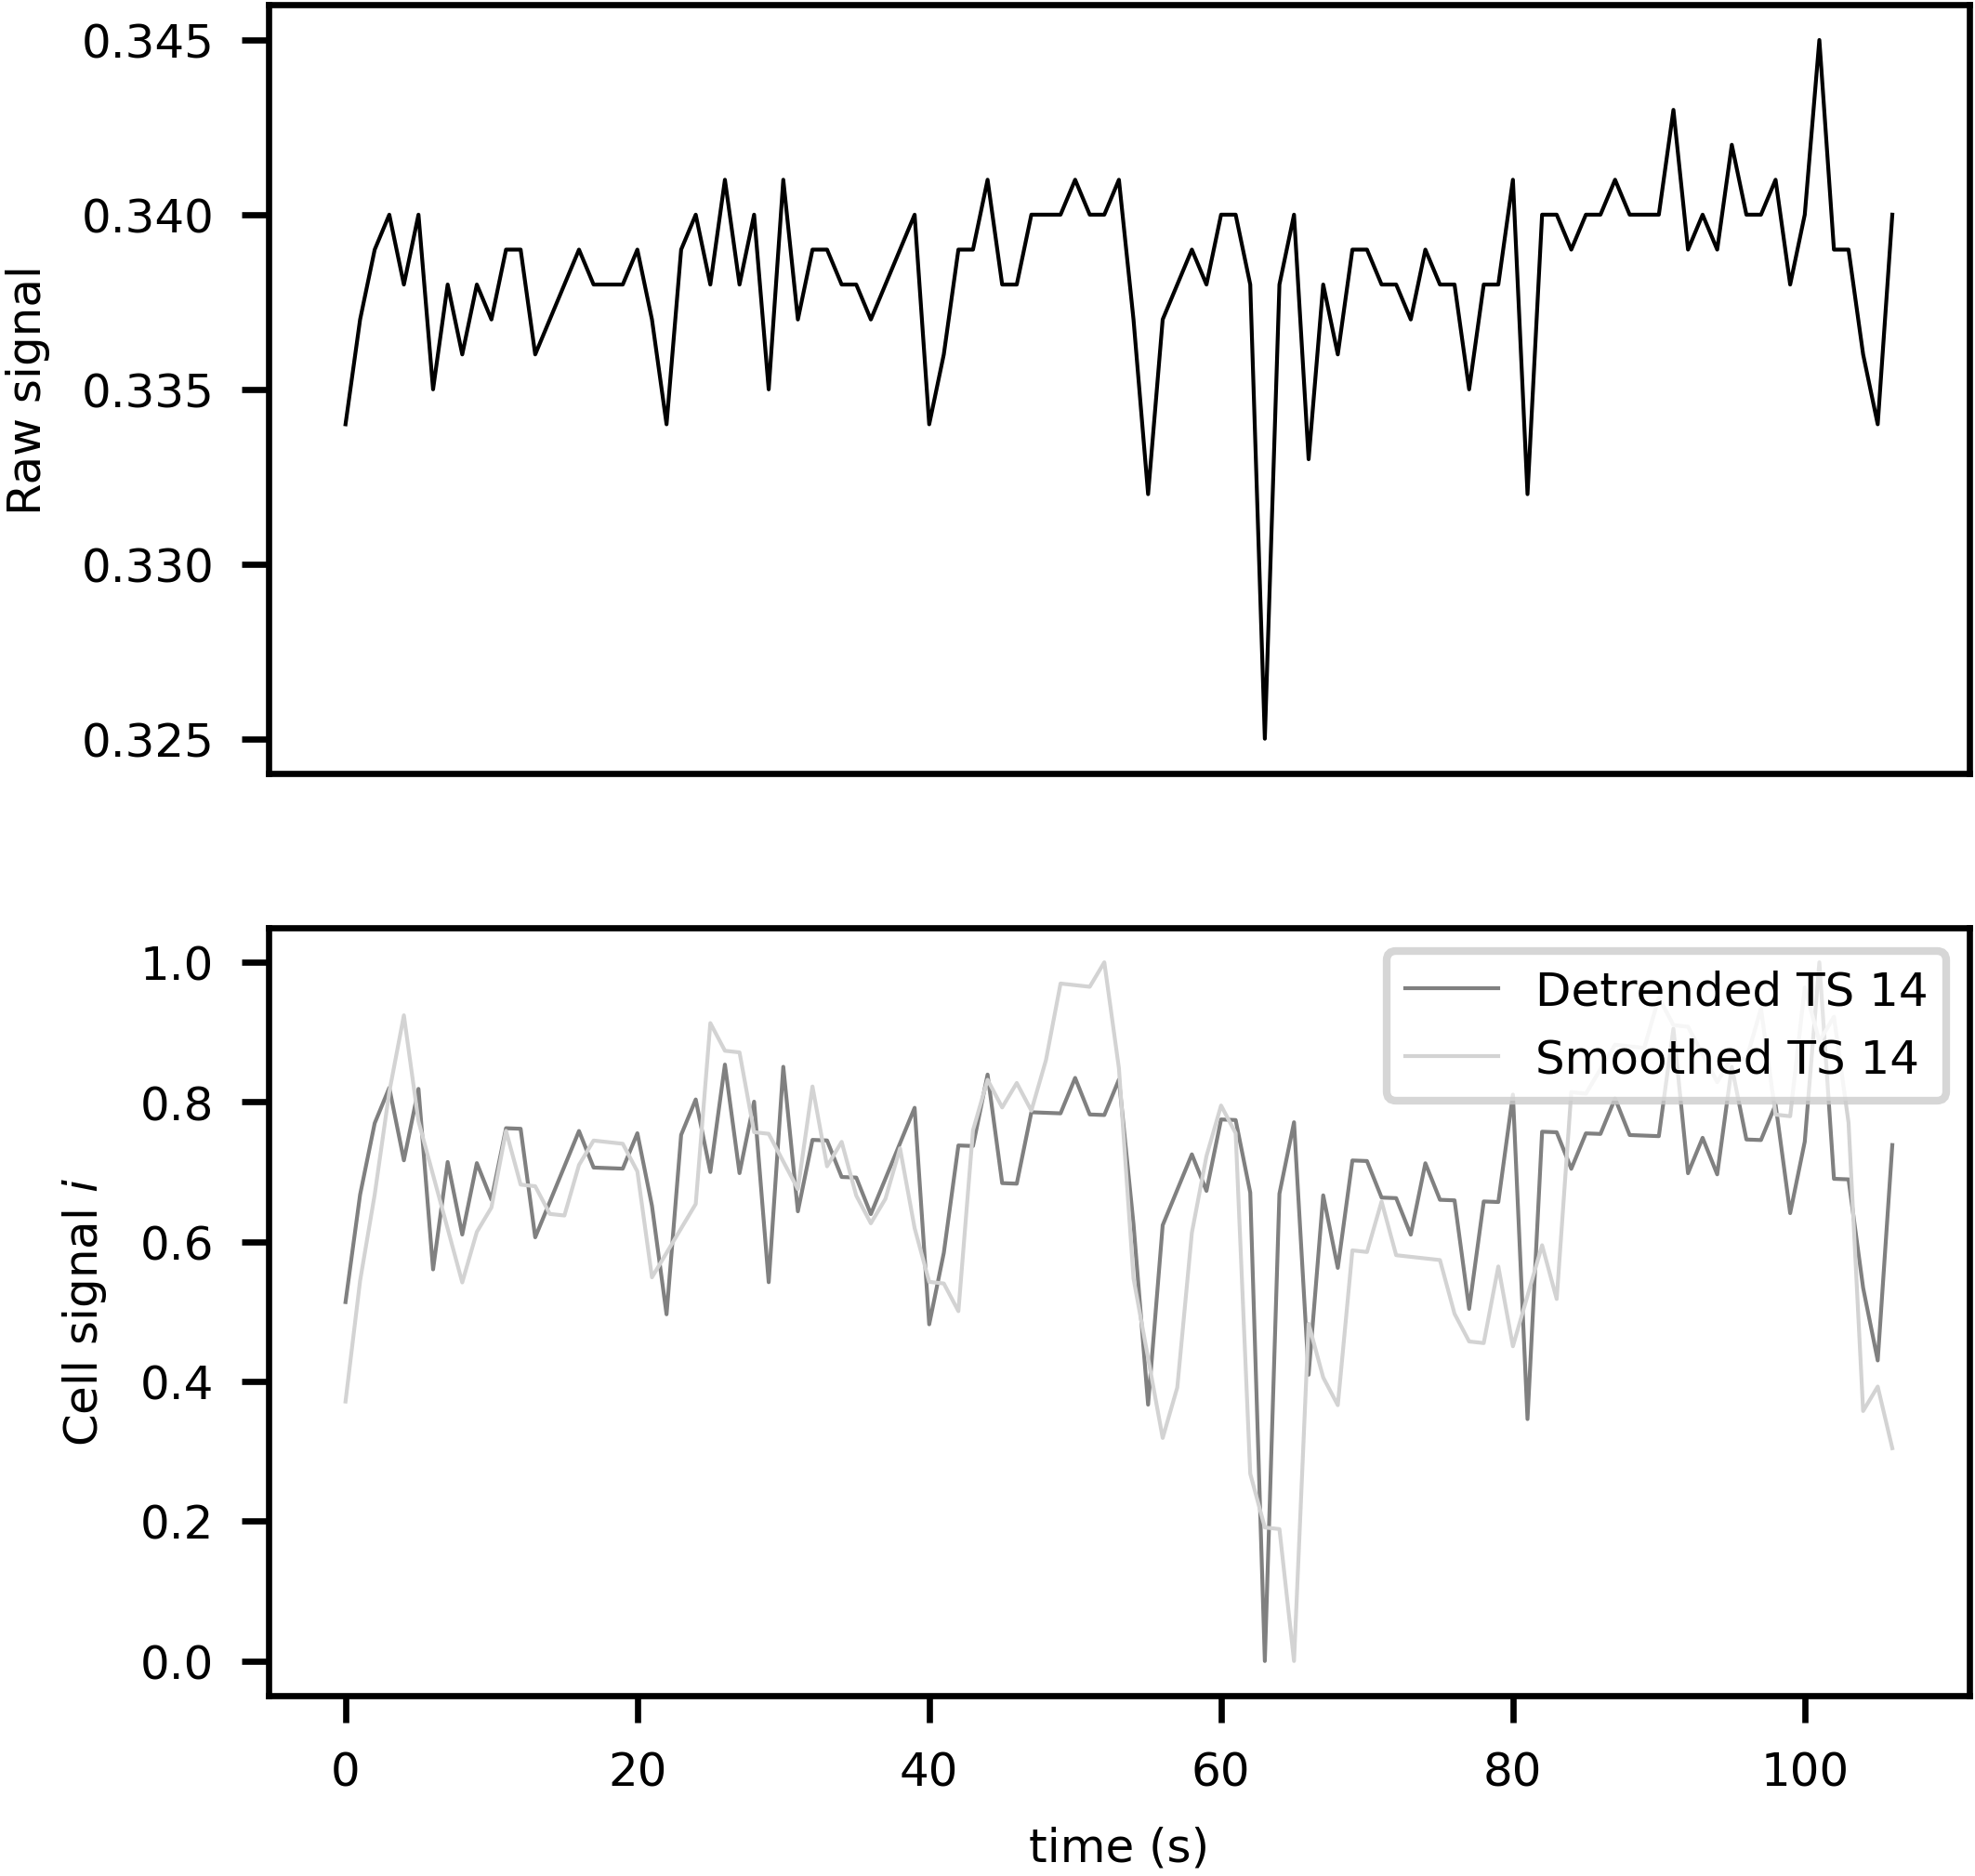 0.345
0.340
0.335
0.330
0.325
Raw signal
1.0
0.8
0.6
0.4
0.2
0.0
Cell signal i
Detrended TS 14
Smoothed TS 14
0 20 40 60 80 100
time (s)